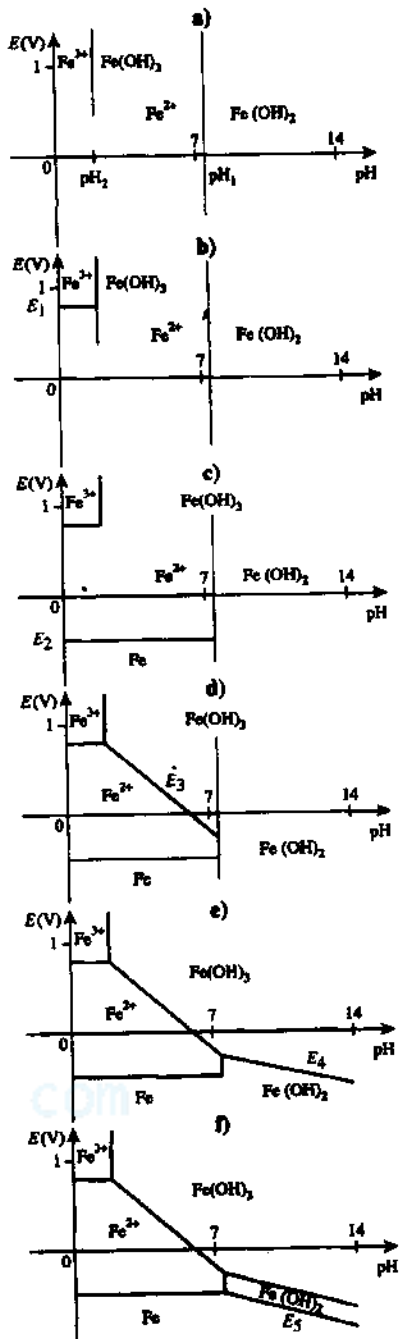 a)
E(V)
1
Fe³⁺ Fe(OH)₃
Fe²⁺ Fe(OH)₂
0 pH₂ 7 pH₁ 14
pH
b)
E(V)
1
Fe³⁺ Fe(OH)₃
E₁
Fe²⁺ Fe(OH)₂
0 7 14
pH
c)
E(V)
1
Fe³⁺ Fe(OH)₃
Fe²⁺ 7 Fe(OH)₂ 14
0 pH
E₂
Fe
d)
E(V)
1
Fe³⁺ Fe(OH)₃
Fe²⁺ E₃
7 14
0 pH
Fe Fe(OH)₂
e)
E(V)
1
Fe³⁺ Fe(OH)₃
Fe²⁺
7 14
0 E₄ pH
Fe Fe(OH)₂
com
f)
E(V)
1
Fe³⁺ Fe(OH)₃
Fe²⁺
7 14
0 pH
Fe(OH)₂
Fe E₅